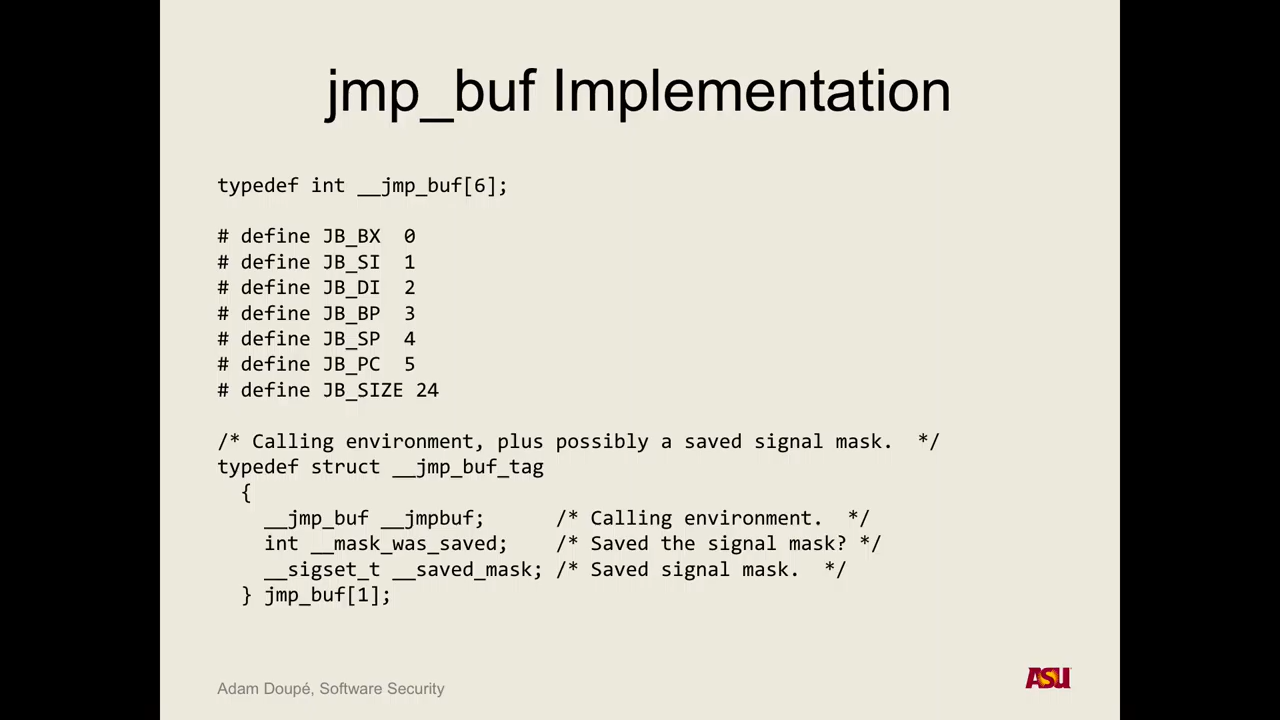 jmp_buf Implementation
typedef int __jmp_buf[6];
# define JB_BX  0
# define JB_SI  1
# define JB_DI  2
# define JB_BP  3
# define JB_SP  4
# define JB_PC  5
# define JB_SIZE 24
/* Calling environment, plus possibly a saved signal mask.  */
typedef struct __jmp_buf_tag
  {
    __jmp_buf __jmpbuf;      /* Calling environment.  */
    int __mask_was_saved;    /* Saved the signal mask? */
    __sigset_t __saved_mask; /* Saved signal mask.  */
  } jmp_buf[1];
Adam Doupé, Software Security
ASU